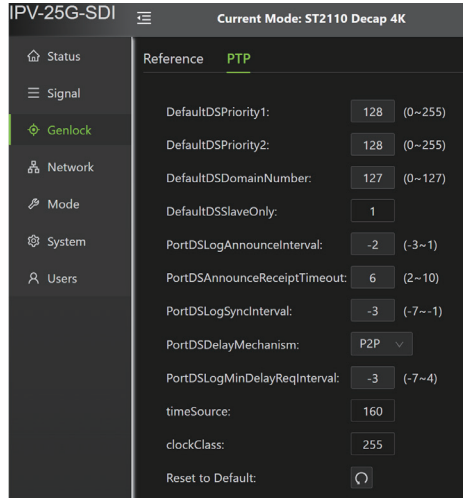 IPV-25G-SDI
Current Mode: ST2110 Decap 4K
Status
Signal
Genlock
Network
Mode
System
Users
Reference PTP
DefaultDSPriority1: 128 (0~255)
DefaultDSPriority2: 128 (0~255)
DefaultDSDomainNumber: 127 (0~127)
DefaultDSSlaveOnly: 1
PortDSLogAnnounceInterval: -2 (-3~1)
PortDSAnnounceReceiptTimeout: 6 (2~10)
PortDSLogSyncInterval: -3 (-7~-1)
PortDSDelayMechanism: P2P
PortDSLogMinDelayReqInterval: -3 (-7~4)
timeSource: 160
clockClass: 255
Reset to Default: